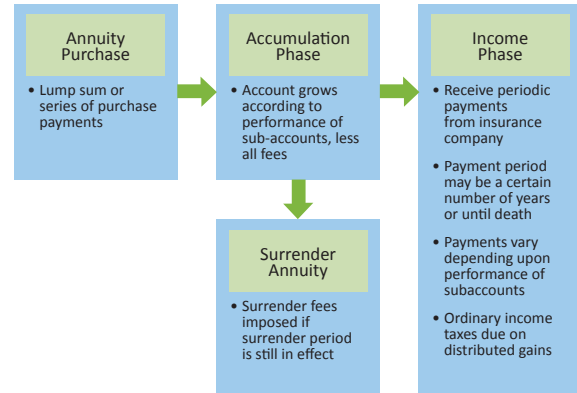 Annuity
Purchase
• Lump sum or
series of purchase
payments
Accumulation
Phase
• Account grows
according to
performance of
sub-accounts, less
all fees
Surrender
Annuity
• Surrender fees
imposed if
surrender period
is still in effect
Income
Phase
• Receive periodic
payments
from insurance
company
• Payment period
may be a certain
number of years
or until death
• Payments vary
depending upon
performance of
subaccounts
• Ordinary income
taxes due on
distributed gains